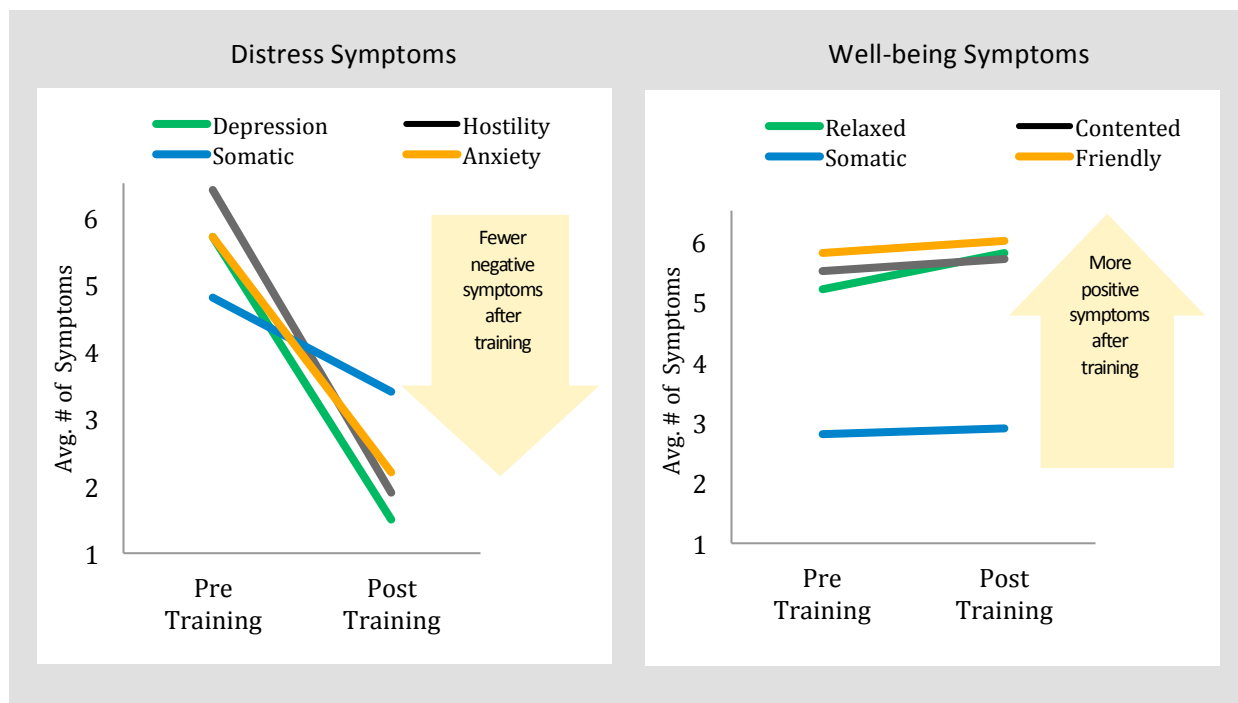 Distress Symptoms
Depression
Hostility
Somatic
Anxiety
Avg. # of Symptoms
6
5
4
3
2
1
Fewer
negative
symptoms
after
training
Pre
Training
Post
Training
Well-being Symptoms
Relaxed
Contented
Somatic
Friendly
Avg. # of Symptoms
6
5
4
3
2
1
More
positive
symptoms
after
training
Pre
Training
Post
Training